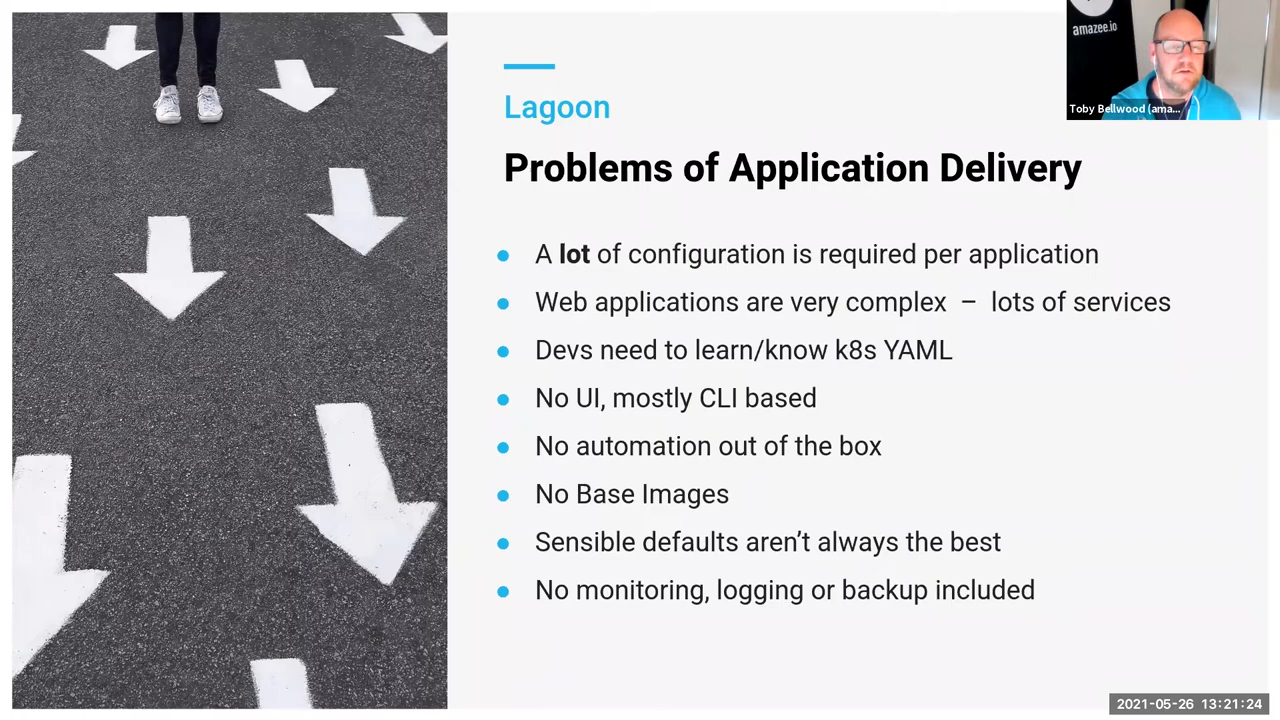 amazee.io
Toby Bellwood (ama...
Lagoon
Problems of Application Delivery
A lot of configuration is required per application
Web applications are very complex – lots of services
Devs need to learn/know k8s YAML
No UI, mostly CLI based
No automation out of the box
No Base Images
Sensible defaults aren't always the best
No monitoring, logging or backup included
2021-05-26 13:21:24